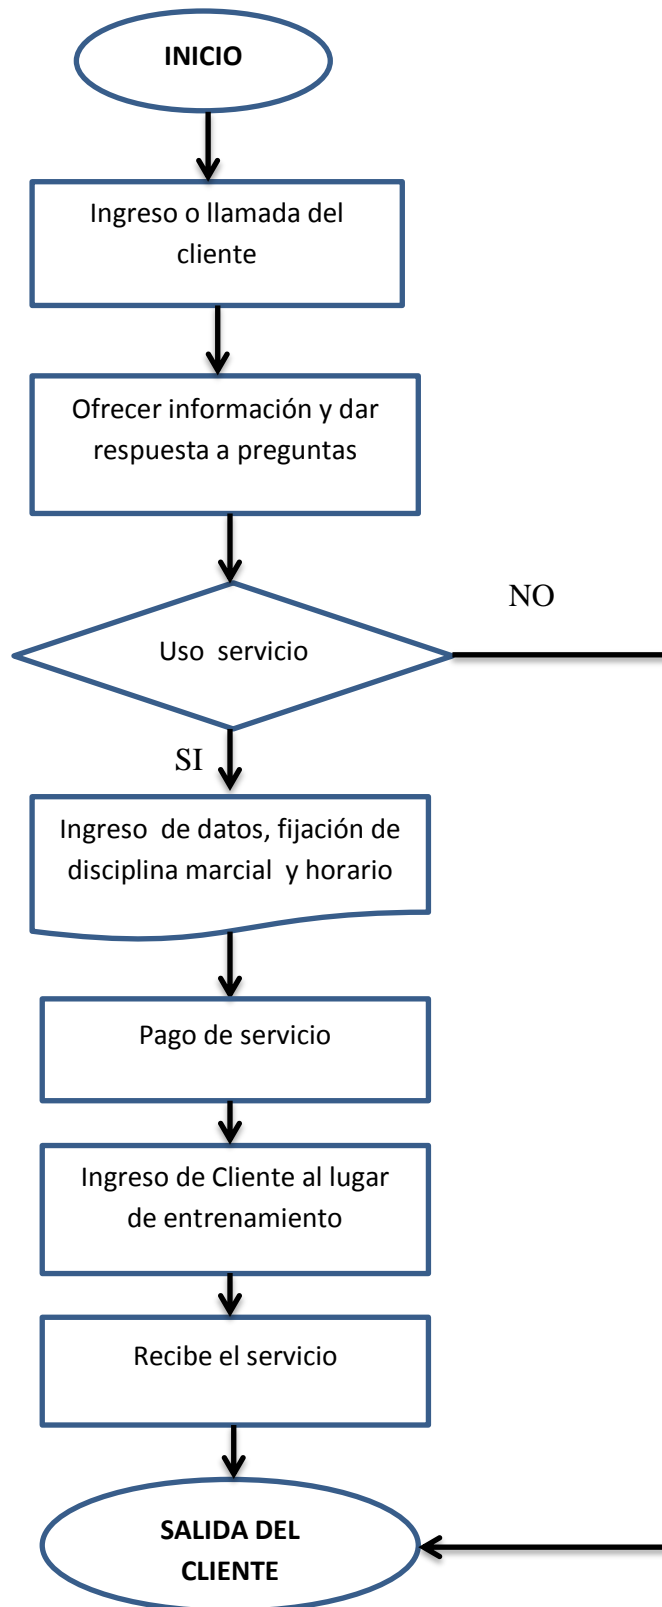 INICIO
Ingreso o llamada del
cliente
Ofrecer información y dar
respuesta a preguntas
NO
Uso  servicio
SI
Ingreso  de datos, fijación de
disciplina marcial  y horario
Pago de servicio
Ingreso de Cliente al lugar
de entrenamiento
Recibe el servicio
SALIDA DEL
CLIENTE